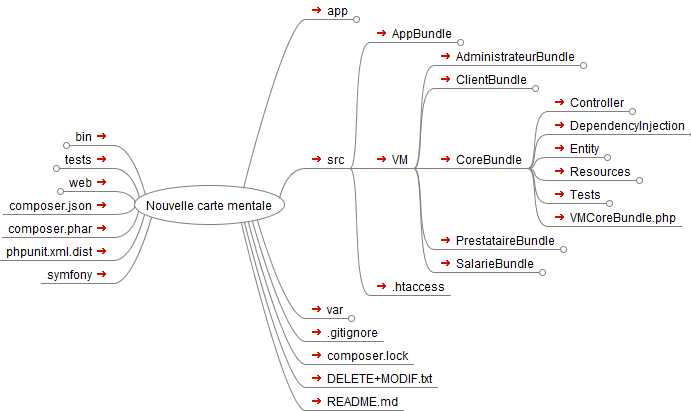 app
AppBundle
AdministrateurBundle
ClientBundle
Controller
DependencyInjection
bin
tests
src
VM
CoreBundle
Entity
Resources
web
Tests
composer.json
Nouvelle carte mentale
VMCoreBundle.php
composer.phar
PrestataireBundle
phpunit.xml.dist
SalarieBundle
symfony
.htaccess
var
.gitignore
composer.lock
DELETE+MODIF.txt
README.md